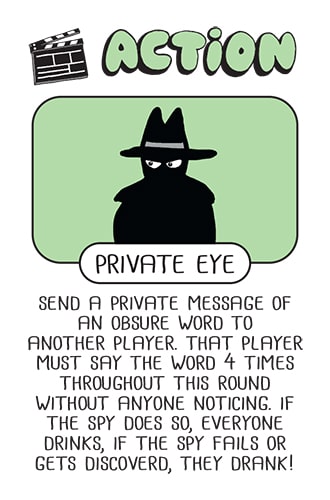 ACTION
PRIVATE EYE
SEND A PRIVATE MESSAGE OF
AN OBSURE WORD TO
ANOTHER PLAYER. THAT PLAYER
MUST SAY THE WORD 4 TIMES
THROUGHOUT THIS ROUND
WITHOUT ANYONE NOTICING. IF
THE SPY DOES SO, EVERYONE
DRINKS, IF THE SPY FAILS OR
GETS DISCOVERD, THEY DRANK!